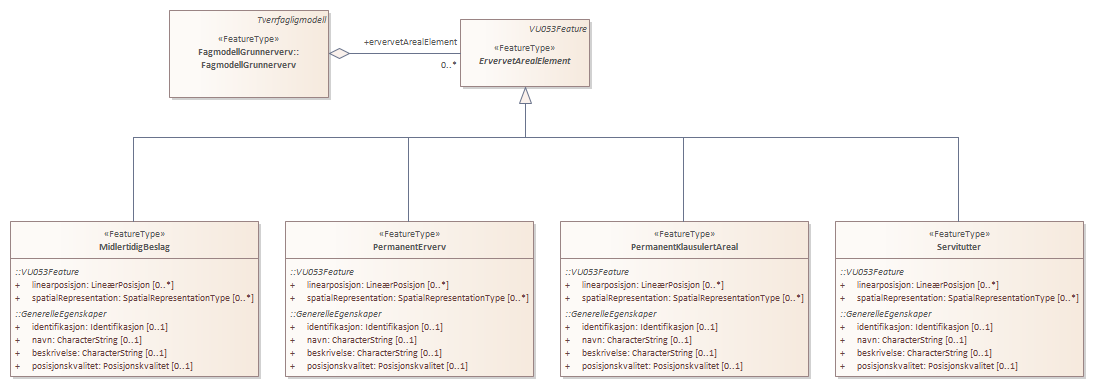 Tverrfagligmodell
«FeatureType»
FagmodellGrunnerverv::
FagmodellGrunnerverv
+ervervetArealElement
0..*
VU053Feature
«FeatureType»
ErvervetArealElement
«FeatureType»
MidlertidigBeslag
::VU053Feature
+ linearposisjon: LineærPosisjon [0..*]
+ spatialRepresentation: SpatialRepresentationType [0..*]
::GenerelleEgenskaper
+ identifikasjon: Identifikasjon [0..1]
+ navn: CharacterString [0..1]
+ beskrivelse: CharacterString [0..1]
+ posisjonskvalitet: Posisjonskvalitet [0..1]
«FeatureType»
PermanentErverv
::VU053Feature
+ linearposisjon: LineærPosisjon [0..*]
+ spatialRepresentation: SpatialRepresentationType [0..*]
::GenerelleEgenskaper
+ identifikasjon: Identifikasjon [0..1]
+ navn: CharacterString [0..1]
+ beskrivelse: CharacterString [0..1]
+ posisjonskvalitet: Posisjonskvalitet [0..1]
«FeatureType»
PermanentKlausulertAreal
::VU053Feature
+ linearposisjon: LineærPosisjon [0..*]
+ spatialRepresentation: SpatialRepresentationType [0..*]
::GenerelleEgenskaper
+ identifikasjon: Identifikasjon [0..1]
+ navn: CharacterString [0..1]
+ beskrivelse: CharacterString [0..1]
+ posisjonskvalitet: Posisjonskvalitet [0..1]
«FeatureType»
Servitutter
::VU053Feature
+ linearposisjon: LineærPosisjon [0..*]
+ spatialRepresentation: SpatialRepresentationType [0..*]
::GenerelleEgenskaper
+ identifikasjon: Identifikasjon [0..1]
+ navn: CharacterString [0..1]
+ beskrivelse: CharacterString [0..1]
+ posisjonskvalitet: Posisjonskvalitet [0..1]